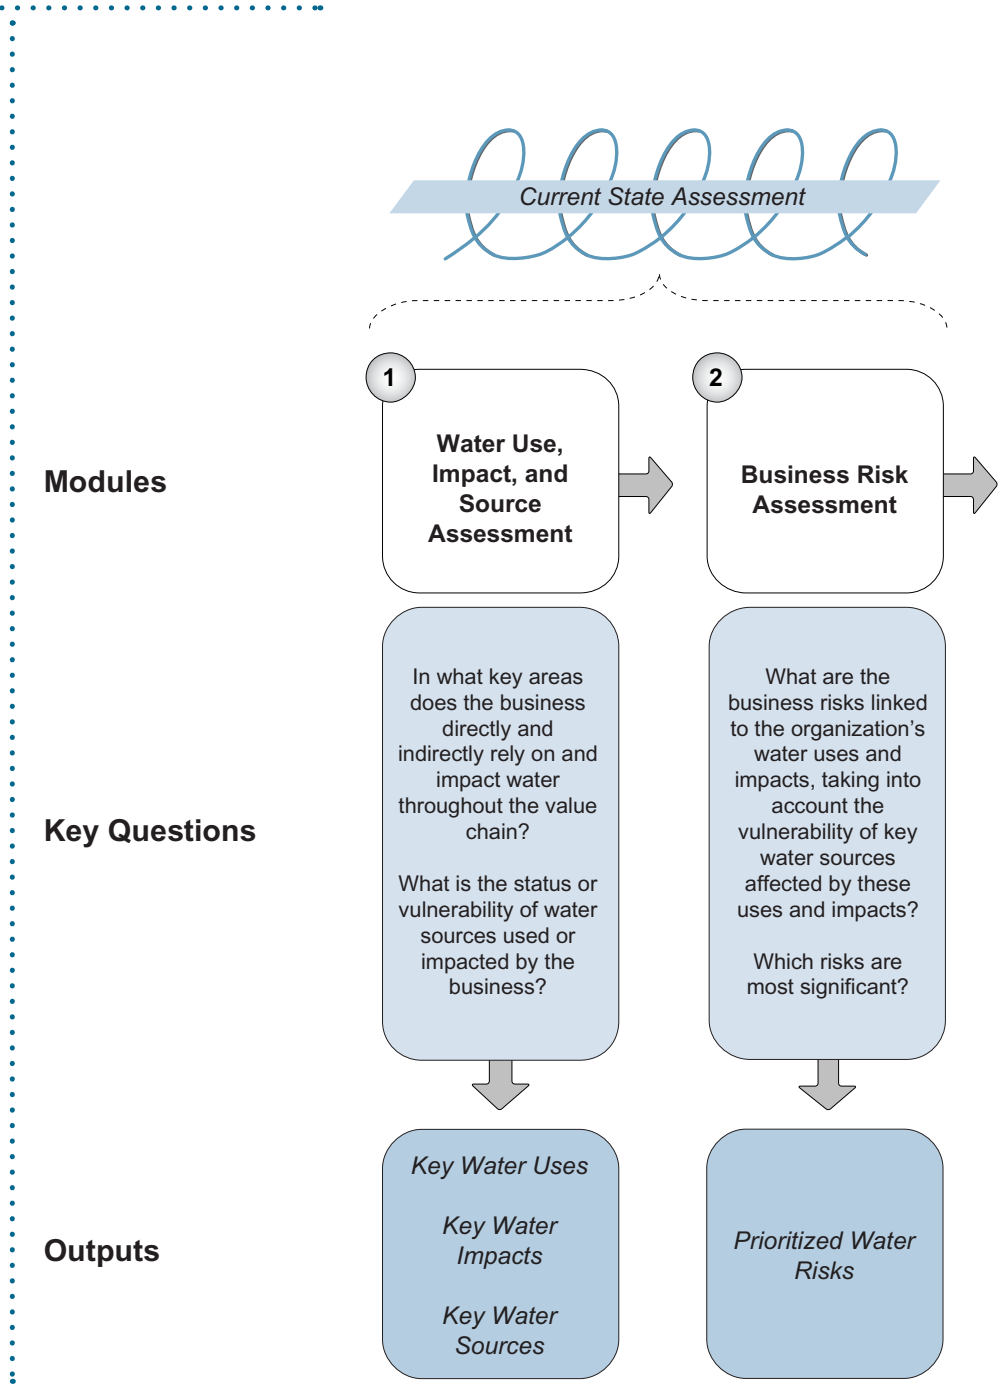 Current State Assessment
1
2
Modules
Water Use,
Impact, and
Source
Assessment
Business Risk
Assessment
Key Questions
In what key areas
does the business
directly and
indirectly rely on and
impact water
throughout the value
chain?
What is the status or
vulnerability of water
sources used or
impacted by the
business?
What are the
business risks linked
to the organization’s
water uses and
impacts, taking into
account the
vulnerability of key
water sources
affected by these
uses and impacts?
Which risks are
most significant?
Outputs
Key Water Uses
Key Water
Impacts
Key Water
Sources
Prioritized Water
Risks